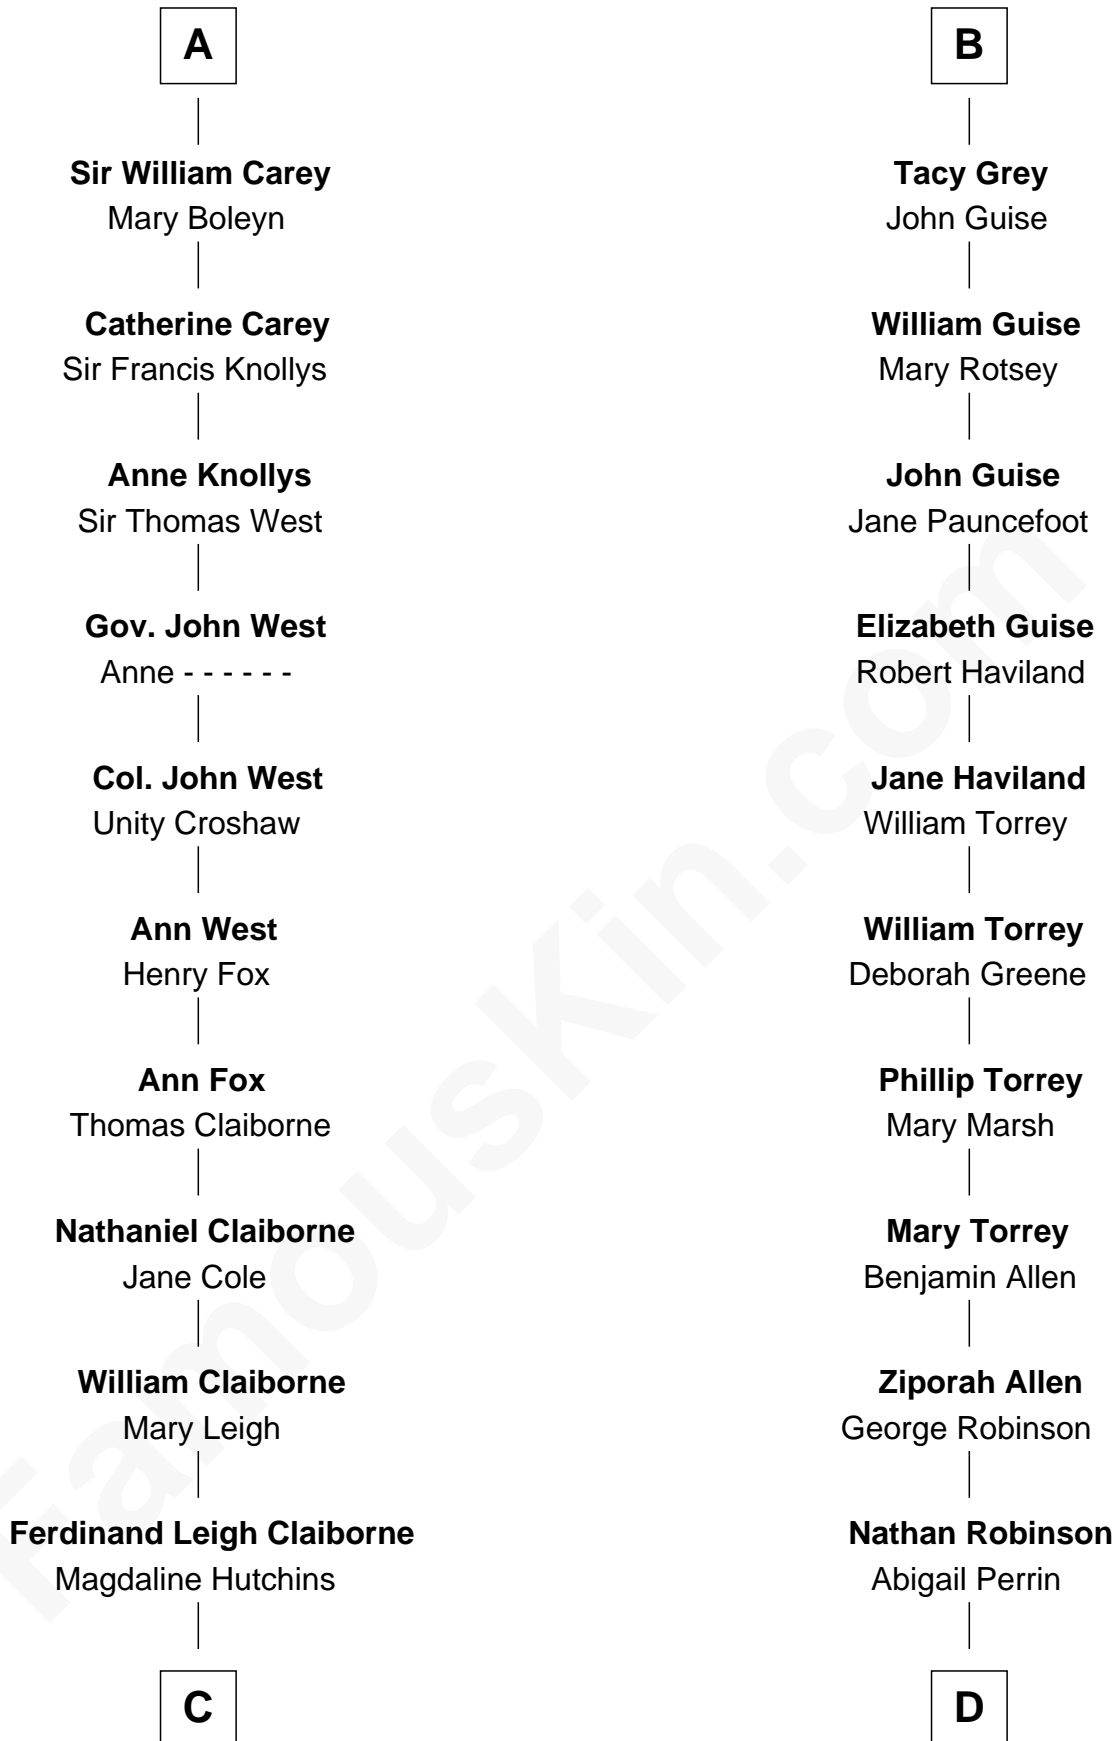 A
Sir William Carey
Mary Boleyn
Catherine Carey
Sir Francis Knollys
Anne Knollys
Sir Thomas West
Gov. John West
Anne - - - - - -
Col. John West
Unity Croshaw
Ann West
Henry Fox
Ann Fox
Thomas Claiborne
Nathaniel Claiborne
Jane Cole
William Claiborne
Mary Leigh
Ferdinand Leigh Claiborne
Magdaline Hutchins
C
B
Tacy Grey
John Guise
William Guise
Mary Rotsey
John Guise
Jane Pauncefoot
Elizabeth Guise
Robert Haviland
Jane Haviland
William Torrey
William Torrey
Deborah Greene
Phillip Torrey
Mary Marsh
Mary Torrey
Benjamin Allen
Ziporah Allen
George Robinson
Nathan Robinson
Abigail Perrin
D
FamousKin.com